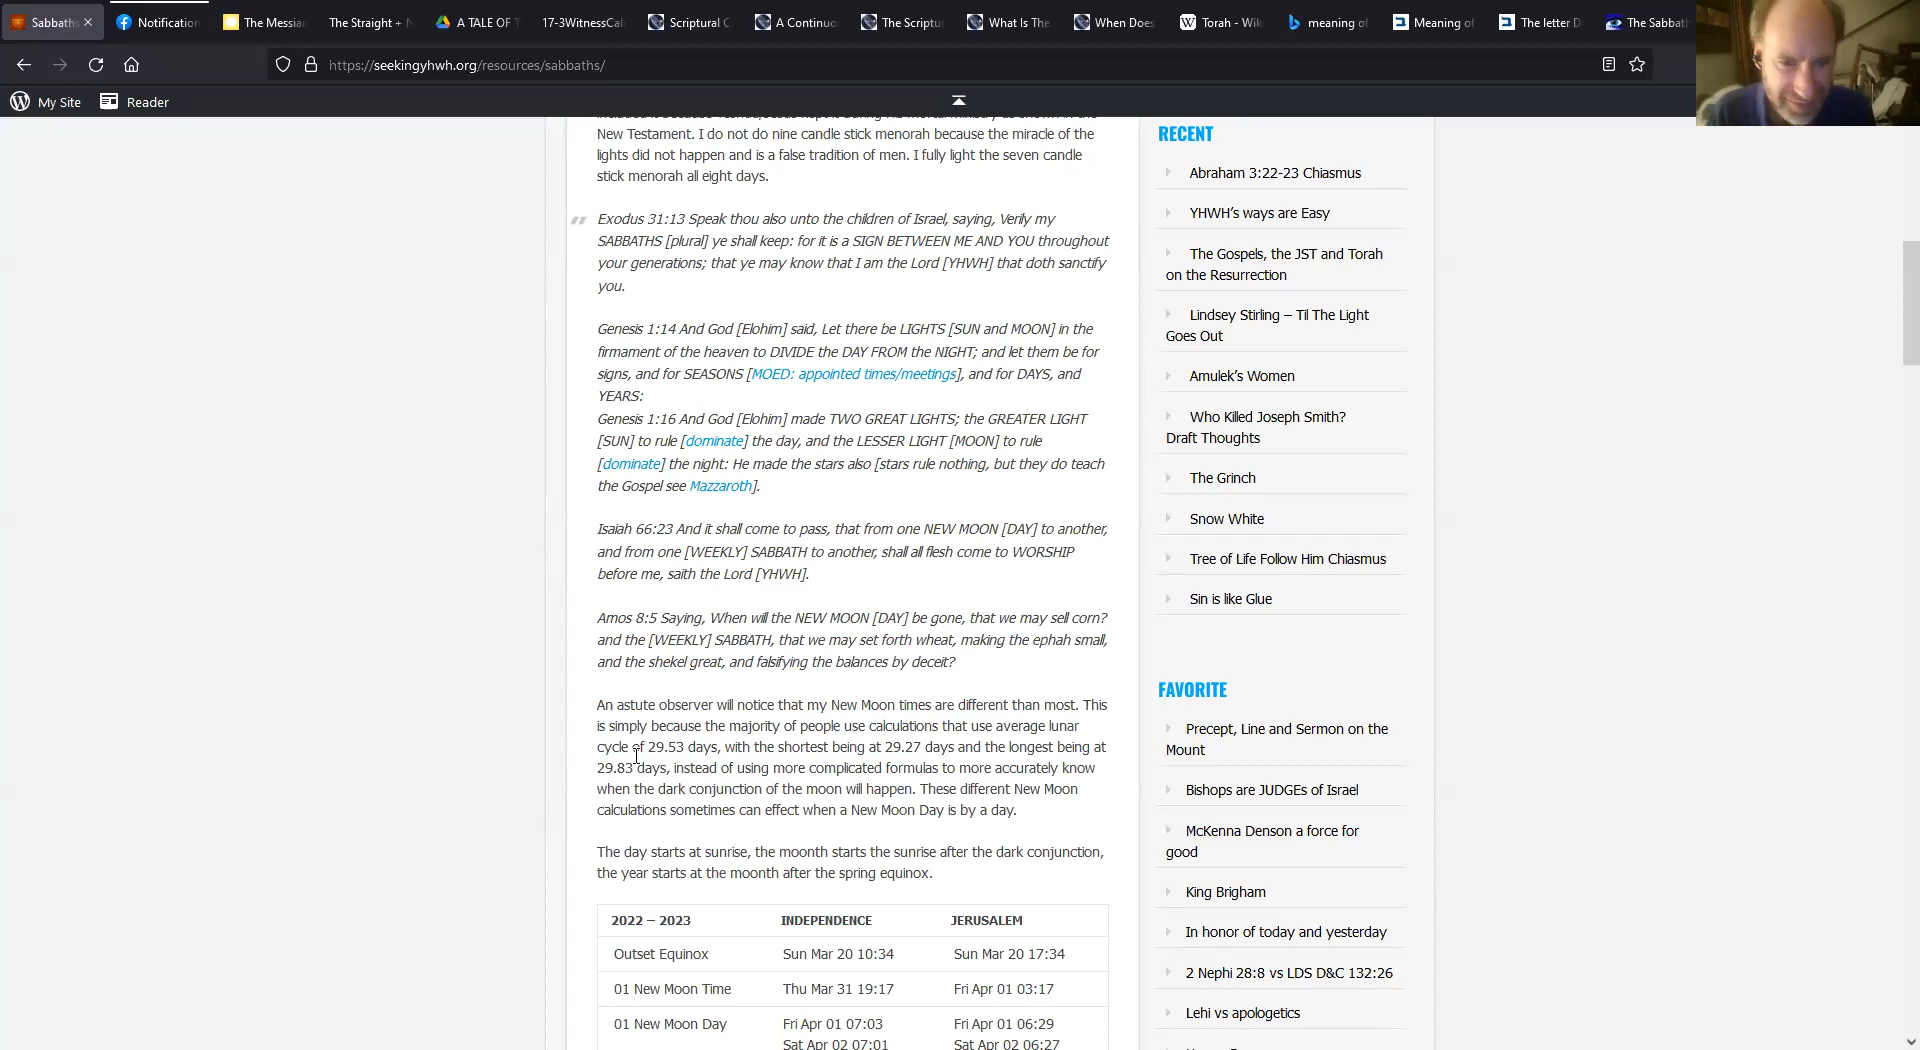 Sabbaths
Notification
The Messia
The Straight +
A TALE OF T
17-3WitnessCal
Scriptural C
A Continuo
The Scriptu
What Is The
When Does
Torah - Wik
meaning of
Meaning of
The letter D
The Sabbat
https://seekingyhwh.org/resources/sabbaths/
My Site
Reader
New Testament. I do not do nine candle stick menorah because the miracle of the
lights did not happen and is a false tradition of men. I fully light the seven candle
stick menorah all eight days.
Exodus 31:13 Speak thou also unto the children of Israel, saying, Verily my
SABBATHS [plural] ye shall keep: for it is a SIGN BETWEEN ME AND YOU throughout
your generations; that ye may know that I am the Lord [YHWH] that doth sanctify
you.
Genesis 1:14 And God [Elohim] said, Let there be LIGHTS [SUN and MOON] in the
firmament of the heaven to DIVIDE the DAY FROM the NIGHT; and let them be for
signs, and for SEASONS [MOED: appointed times/meetings], and for DAYS, and
YEARS:
Genesis 1:16 And God [Elohim] made TWO GREAT LIGHTS; the GREATER LIGHT
[SUN] to rule [dominate] the day, and the LESSER LIGHT [MOON] to rule
[dominate] the night: He made the stars also [stars rule nothing, but they do teach
the Gospel see Mazzaroth].
Isaiah 66:23 And it shall come to pass, that from one NEW MOON [DAY] to another,
and from one [WEEKLY] SABBATH to another, shall all flesh come to WORSHIP
before me, saith the Lord [YHWH].
Amos 8:5 Saying, When will the NEW MOON [DAY] be gone, that we may sell corn?
and the [WEEKLY] SABBATH, that we may set forth wheat, making the ephah small,
and the shekel great, and falsifying the balances by deceit?
An astute observer will notice that my New Moon times are different than most. This
is simply because the majority of people use calculations that use average lunar
cycle of 29.53 days, with the shortest being at 29.27 days and the longest being at
29.83 days, instead of using more complicated formulas to more accurately know
when the dark conjunction of the moon will happen. These different New Moon
calculations sometimes can effect when a New Moon Day is by a day.
The day starts at sunrise, the moonth starts the sunrise after the dark conjunction,
the year starts at the moonth after the spring equinox.
2022 – 2023 INDEPENDENCE JERUSALEM
Outset Equinox Sun Mar 20 10:34 Sun Mar 20 17:34
01 New Moon Time Thu Mar 31 19:17 Fri Apr 01 03:17
01 New Moon Day Fri Apr 01 07:03 Fri Apr 01 06:29
Sat Apr 02 07:01 Sat Apr 02 06:27
RECENT
Abraham 3:22-23 Chiasmus
YHWH's ways are Easy
The Gospels, the JST and Torah
on the Resurrection
Lindsey Stirling – Til The Light
Goes Out
Amulek's Women
Who Killed Joseph Smith?
Draft Thoughts
The Grinch
Snow White
Tree of Life Follow Him Chiasmus
Sin is like Glue
FAVORITE
Precept, Line and Sermon on the
Mount
Bishops are JUDGEs of Israel
McKenna Denson a force for
good
King Brigham
In honor of today and yesterday
2 Nephi 28:8 vs LDS D&C 132:26
Lehi vs apologetics